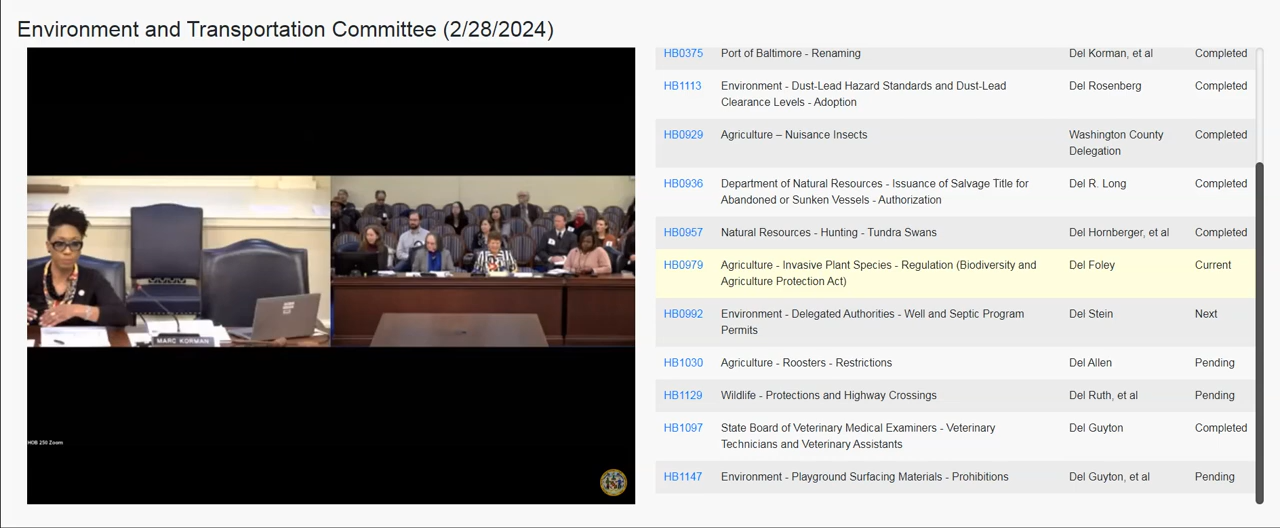 Environment and Transportation Committee (2/28/2024)
HB0375 Port of Baltimore - Renaming Del Korman, et al Completed
HB1113 Environment - Dust-Lead Hazard Standards and Dust-Lead Del Rosenberg Completed
Clearance Levels - Adoption
HB0929 Agriculture – Nuisance Insects Washington County Completed
Delegation
HB0936 Department of Natural Resources - Issuance of Salvage Title for Del R. Long Completed
Abandoned or Sunken Vessels - Authorization
HB0957 Natural Resources - Hunting - Tundra Swans Del Hornberger, et al Completed
HB0979 Agriculture - Invasive Plant Species - Regulation (Biodiversity and Del Foley Current
Agriculture Protection Act)
HB0992 Environment - Delegated Authorities - Well and Septic Program Del Stein Next
Permits
HB1030 Agriculture - Roosters - Restrictions Del Allen Pending
HB1129 Wildlife - Protections and Highway Crossings Del Ruth, et al Pending
HB1097 State Board of Veterinary Medical Examiners - Veterinary Del Guyton Completed
Technicians and Veterinary Assistants
HB1147 Environment - Playground Surfacing Materials - Prohibitions Del Guyton, et al Pending
MARC KORMAN
HOB 250 Zoom